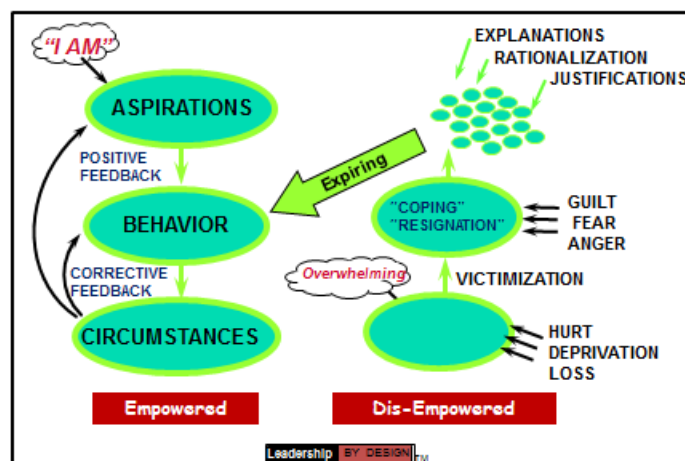 "I AM"
ASPIRATIONS
POSITIVE
FEEDBACK
BEHAVIOR
CORRECTIVE
FEEDBACK
CIRCUMSTANCES
Empowered
EXPLANATIONS
RATIONALIZATION
JUSTIFICATIONS
Expiring
"COPING"
"RESIGNATION"
GUILT
FEAR
ANGER
Overwhelming
VICTIMIZATION
HURT
DEPRIVATION
LOSS
Dis-Empowered
Leadership BY DESIGN TM